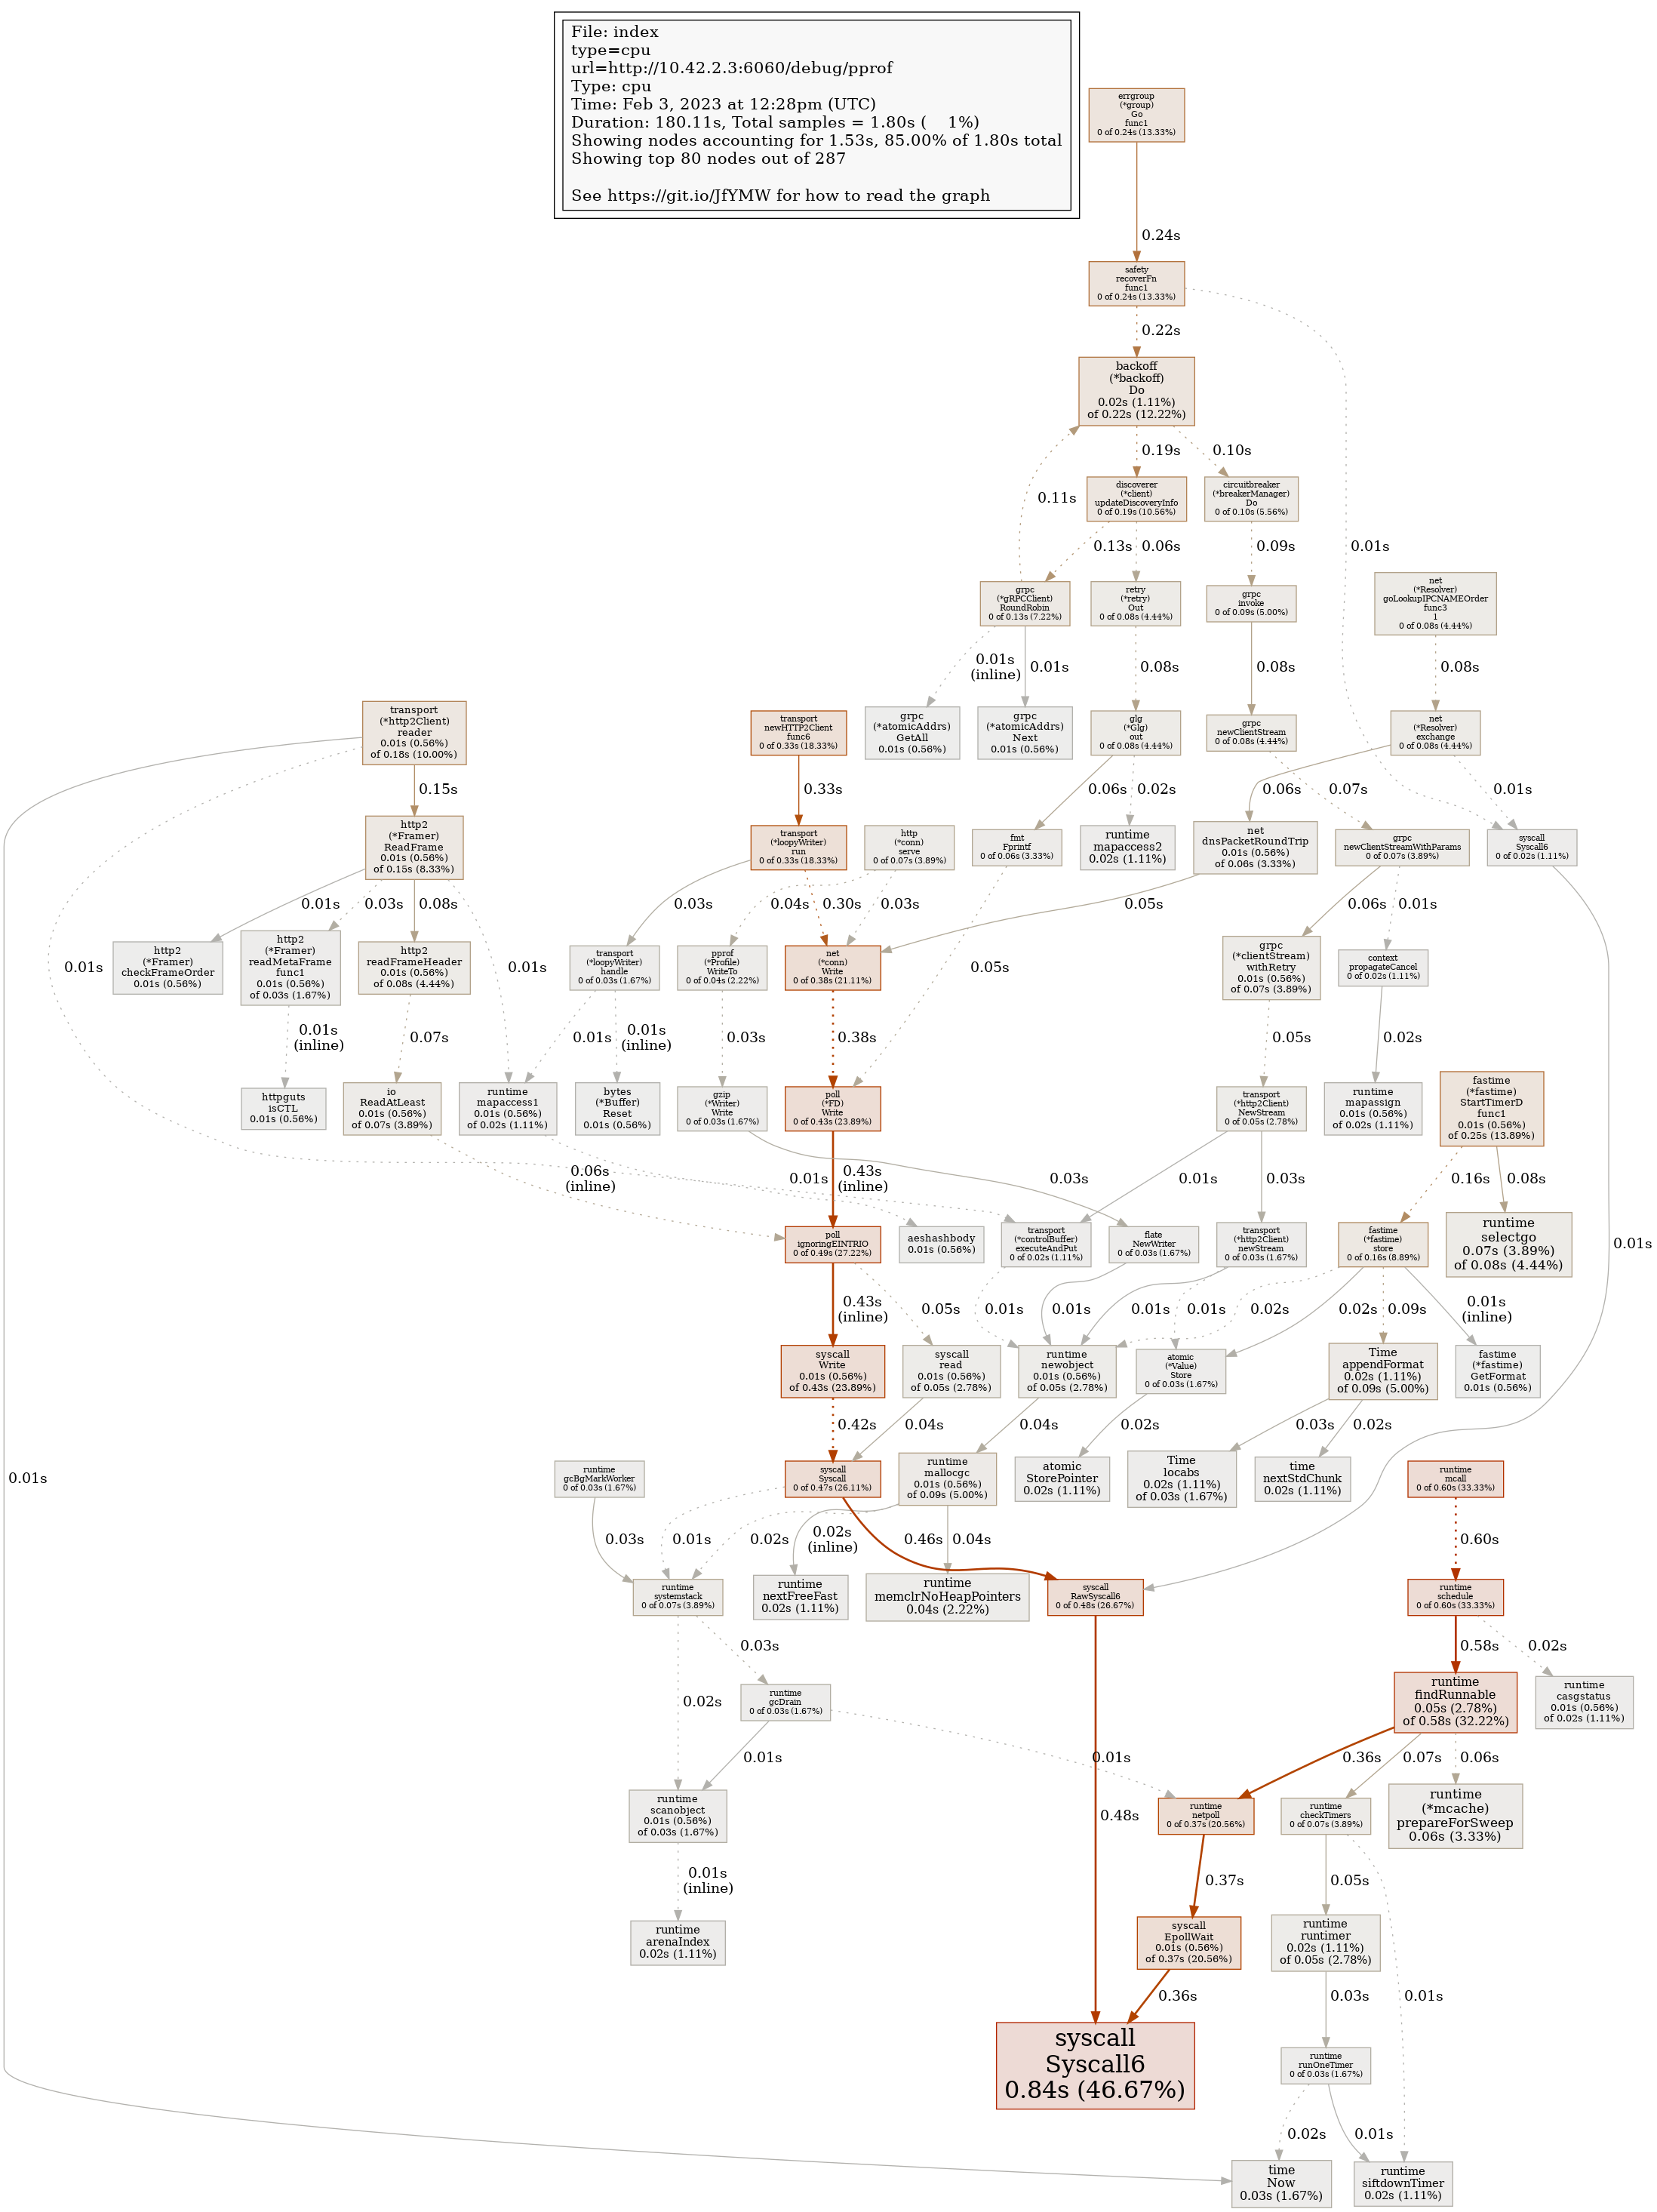 File: index
type=cpu
url=http://10.42.2.3:6060/debug/pprof
Type: cpu
Time: Feb 3, 2023 at 12:28pm (UTC)
Duration: 180.11s, Total samples = 1.80s ( 1%)
Showing nodes accounting for 1.53s, 85.00% of 1.80s total
Showing top 80 nodes out of 287
See https://git.io/JfYMW for how to read the graph
errgroup
(*group)
Go
func1
0 of 0.24s (13.33%)
0.24s
safety
recoverFn
func1
0 of 0.24s (13.33%)
0.22s
backoff
(*backoff)
Do
0.02s (1.11%)
of 0.22s (12.22%)
0.19s
0.10s
0.11s
discoverer
(*client)
updateDiscoveryInfo
0 of 0.19s (10.56%)
circuitbreaker
(*breakerManager)
Do
0 of 0.10s (5.56%)
0.13s
0.06s
0.09s
0.01s
grpc
(*gRPCClient)
RoundRobin
0 of 0.13s (7.22%)
retry
(*retry)
Out
0 of 0.08s (4.44%)
grpc
invoke
0 of 0.09s (5.00%)
net
(*Resolver)
goLookupIPCNAMEOrder
func3
1
0 of 0.08s (4.44%)
0.01s
(inline)
0.01s
0.08s
0.08s
0.08s
transport
(*http2Client)
reader
0.01s (0.56%)
of 0.18s (10.00%)
transport
newHTTP2Client
func6
0 of 0.33s (18.33%)
grpc
(*atomicAddrs)
GetAll
0.01s (0.56%)
grpc
(*atomicAddrs)
Next
0.01s (0.56%)
glg
(*Glg)
out
0 of 0.08s (4.44%)
grpc
newClientStream
0 of 0.08s (4.44%)
net
(*Resolver)
exchange
0 of 0.08s (4.44%)
0.15s
0.33s
0.06s
0.02s
0.06s
0.07s
0.01s
http2
(*Framer)
ReadFrame
0.01s (0.56%)
of 0.15s (8.33%)
transport
(*loopyWriter)
run
0 of 0.33s (18.33%)
http
(*conn)
serve
0 of 0.07s (3.89%)
fmt
Fprintf
0 of 0.06s (3.33%)
runtime
mapaccess2
0.02s (1.11%)
net
dnsPacketRoundTrip
0.01s (0.56%)
of 0.06s (3.33%)
grpc
newClientStreamWithParams
0 of 0.07s (3.89%)
syscall
Syscall6
0 of 0.02s (1.11%)
0.01s
0.03s
0.08s
0.03s
0.04s
0.30s
0.03s
0.05s
0.06s
0.01s
http2
(*Framer)
checkFrameOrder
0.01s (0.56%)
http2
(*Framer)
readMetaFrame
func1
0.01s (0.56%)
of 0.03s (1.67%)
http2
readFrameHeader
0.01s (0.56%)
of 0.08s (4.44%)
transport
(*loopyWriter)
handle
0 of 0.03s (1.67%)
pprof
(*Profile)
WriteTo
0 of 0.04s (2.22%)
net
(*conn)
Write
0 of 0.38s (21.11%)
grpc
(*clientStream)
withRetry
0.01s (0.56%)
of 0.07s (3.89%)
context
propagateCancel
0 of 0.02s (1.11%)
0.01s
0.01s
0.05s
0.01s
(inline)
0.07s
0.01s
0.01s
(inline)
0.03s
0.38s
0.05s
0.02s
httpguts
isCTL
0.01s (0.56%)
io
ReadAtLeast
0.01s (0.56%)
of 0.07s (3.89%)
runtime
mapaccess1
0.01s (0.56%)
of 0.02s (1.11%)
bytes
(*Buffer)
Reset
0.01s (0.56%)
gzip
(*Writer)
Write
0 of 0.03s (1.67%)
poll
(*FD)
Write
0 of 0.43s (23.89%)
transport
(*http2Client)
NewStream
0 of 0.05s (2.78%)
runtime
mapassign
0.01s (0.56%)
of 0.02s (1.11%)
fastime
(*fastime)
StartTimerD
func1
0.01s (0.56%)
of 0.25s (13.89%)
0.06s
(inline)
0.01s
0.43s
(inline)
0.03s
0.01s
0.03s
0.16s
0.08s
poll
ignoringEINTRIO
0 of 0.49s (27.22%)
aeshashbody
0.01s (0.56%)
transport
(*controlBuffer)
executeAndPut
0 of 0.02s (1.11%)
flate
NewWriter
0 of 0.03s (1.67%)
transport
(*http2Client)
newStream
0 of 0.03s (1.67%)
fastime
(*fastime)
store
0 of 0.16s (8.89%)
runtime
selectgo
0.07s (3.89%)
of 0.08s (4.44%)
0.01s
0.43s
(inline)
0.05s
0.01s
0.01s
0.01s
0.01s
0.02s
0.02s
0.09s
0.01s
(inline)
syscall
Write
0.01s (0.56%)
of 0.43s (23.89%)
syscall
read
0.01s (0.56%)
of 0.05s (2.78%)
runtime
newobject
0.01s (0.56%)
of 0.05s (2.78%)
atomic
(*Value)
Store
0 of 0.03s (1.67%)
Time
appendFormat
0.02s (1.11%)
of 0.09s (5.00%)
fastime
(*fastime)
GetFormat
0.01s (0.56%)
0.42s
0.04s
0.04s
0.02s
0.03s
0.02s
0.01s
runtime
gcBgMarkWorker
0 of 0.03s (1.67%)
syscall
Syscall
0 of 0.47s (26.11%)
runtime
mallocgc
0.01s (0.56%)
of 0.09s (5.00%)
atomic
StorePointer
0.02s (1.11%)
Time
locabs
0.02s (1.11%)
of 0.03s (1.67%)
time
nextStdChunk
0.02s (1.11%)
runtime
mcall
0 of 0.60s (33.33%)
0.03s
0.01s
0.02s
0.02s
(inline)
0.46s
0.04s
0.60s
runtime
systemstack
0 of 0.07s (3.89%)
runtime
nextFreeFast
0.02s (1.11%)
runtime
memclrNoHeapPointers
0.04s (2.22%)
syscall
RawSyscall6
0 of 0.48s (26.67%)
runtime
schedule
0 of 0.60s (33.33%)
0.03s
0.58s
0.02s
0.02s
runtime
gcDrain
0 of 0.03s (1.67%)
runtime
findRunnable
0.05s (2.78%)
of 0.58s (32.22%)
runtime
casgstatus
0.01s (0.56%)
of 0.02s (1.11%)
0.01s
0.01s
0.36s
0.07s
0.06s
runtime
scanobject
0.01s (0.56%)
of 0.03s (1.67%)
0.48s
runtime
netpoll
0 of 0.37s (20.56%)
runtime
checkTimers
0 of 0.07s (3.89%)
runtime
(*mcache)
prepareForSweep
0.06s (3.33%)
0.01s
(inline)
0.37s
0.05s
runtime
arenaIndex
0.02s (1.11%)
syscall
EpollWait
0.01s (0.56%)
of 0.37s (20.56%)
runtime
runtimer
0.02s (1.11%)
of 0.05s (2.78%)
0.36s
0.03s
0.01s
syscall
Syscall6
0.84s (46.67%)
runtime
runOneTimer
0 of 0.03s (1.67%)
0.02s
0.01s
time
Now
0.03s (1.67%)
runtime
siftdownTimer
0.02s (1.11%)